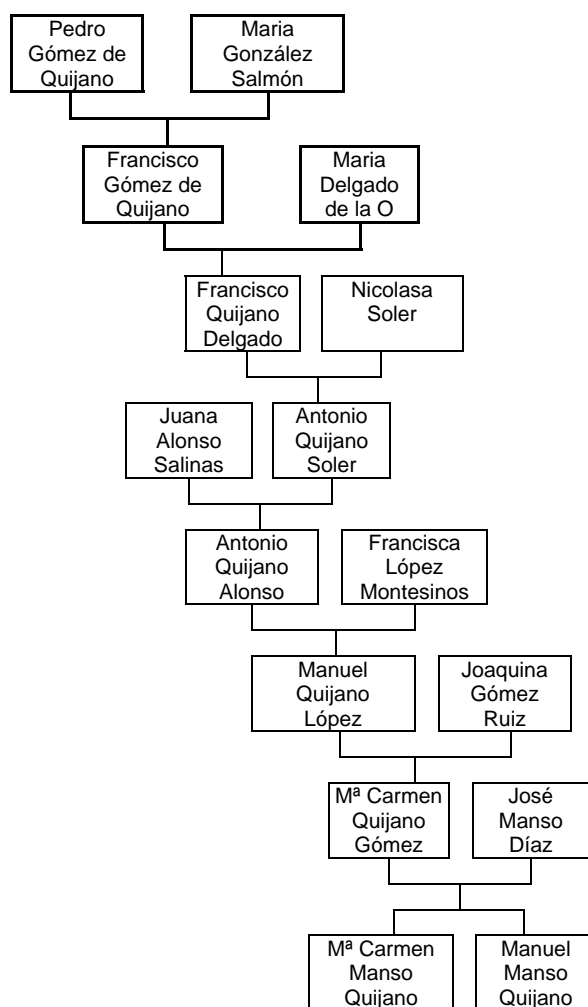 Pedro
Gómez de
Quijano
Maria
González
Salmón
Francisco
Gómez de
Quijano
Maria
Delgado
de la O
Francisco
Quijano
Delgado
Nicolasa
Soler
Juana
Alonso
Salinas
Antonio
Quijano
Soler
Antonio
Quijano
Alonso
Francisca
López
Montesinos
Manuel
Quijano
López
Joaquina
Gómez
Ruiz
Mª Carmen
Quijano
Gómez
José
Manso
Díaz
Mª Carmen
Manso
Quijano
Manuel
Manso
Quijano